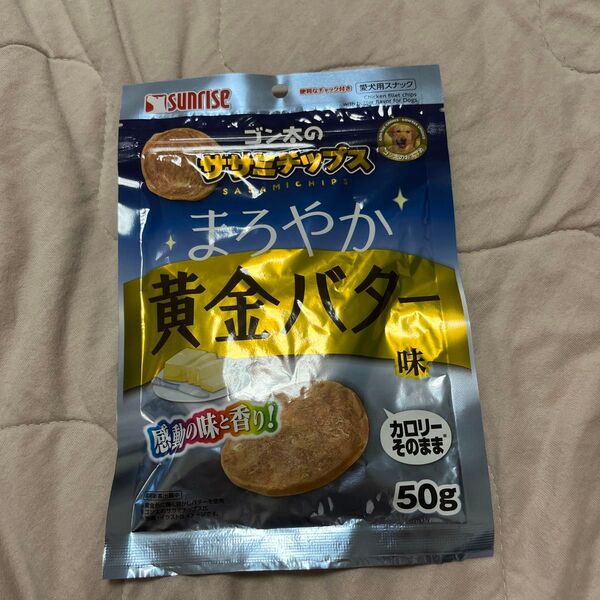 sunrise
便利なチャック付き
愛犬用スナック
Chicken fillet chips
with butter flavor for Dogs.
ゴン太の
ササミチップス
SASAMICHIPS
まろやか
黄金バター
味
感動の味と香り!
カロリー
そのまま
50g